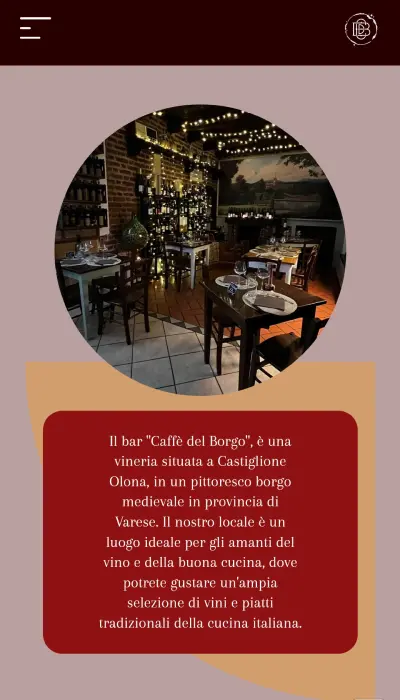 Il bar "Caffè del Borgo", è una
vineria situata a Castiglione
Olona, in un pittoresco borgo
medievale in provincia di
Varese. Il nostro locale è un
luogo ideale per gli amanti del
vino e della buona cucina, dove
potrete gustare un'ampia
selezione di vini e piatti
tradizionali della cucina italiana.